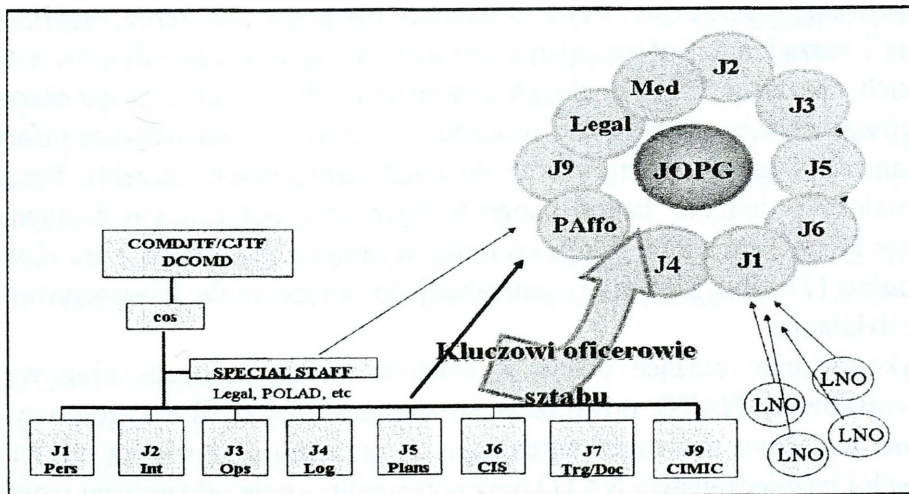 J2
Med
J3
Legal
JOPG
J9
J5
PAffo
J6
J4
J1
COMDJTF/CJTF
DCOMD
cos
Kluczowi oficerowie
sztabu
SPECIAL STAFF
Legal, POLAD, etc
LNO
LNO
LNO
LNO
J1
Pers
J2
Int
J3
Ops
J4
Log
J5
Plans
J6
CIS
J7
Trg/Doc
J9
CIMIC